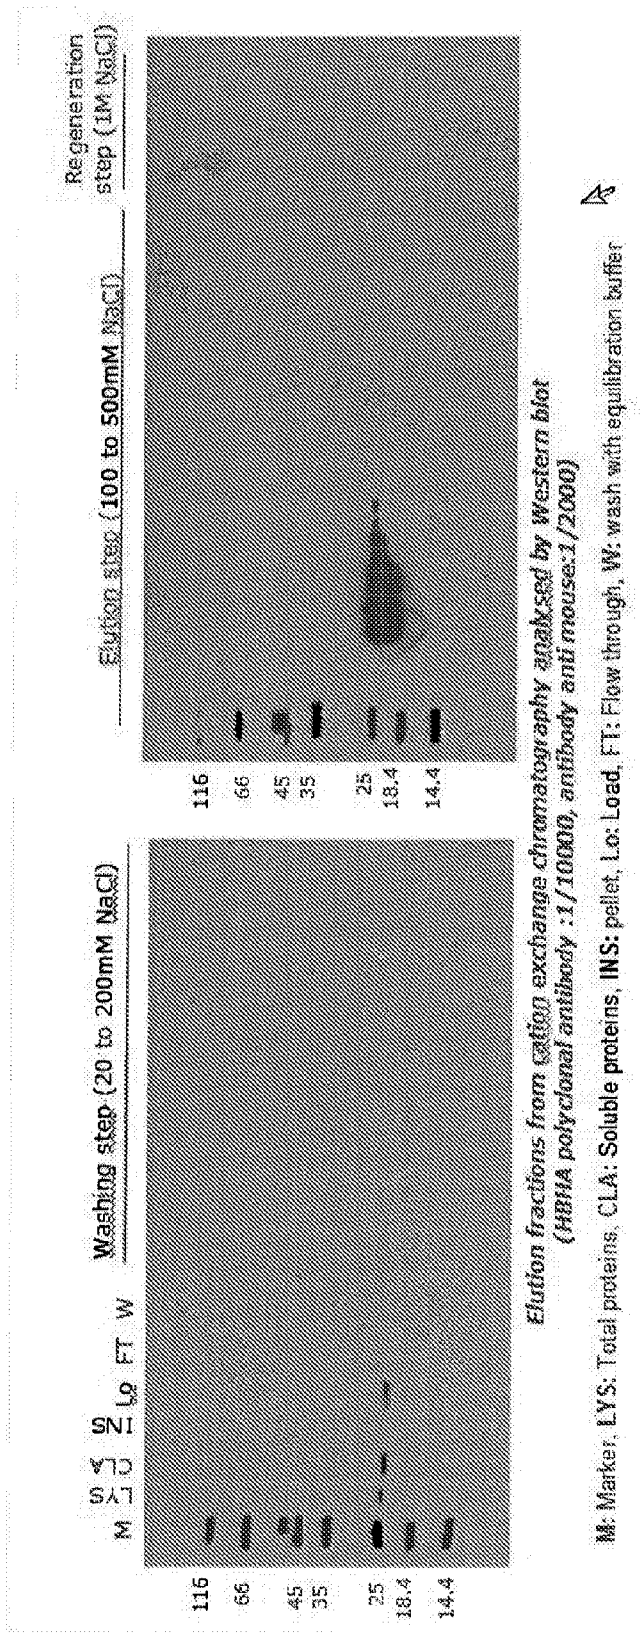 Washing step (20 to 200mM NaCl)
M LYS CLA INS Lo FT W
116
66
45
35
25
18.4
14.4
Elution step (100 to 500mM NaCl)
Regeneration
step (1M NaCl)
116
66
45
35
25
18.4
14.4
Elution fractions from cation exchange chromatography analysed by Western blot
(HBHA polyclonal antibody :1/10000, antibody anti mouse:1/2000)
M: Marker, LYS: Total proteins, CLA: Soluble proteins, INS: pellet, Lo: Load, FT: Flow through, W: wash with equilibration buffer